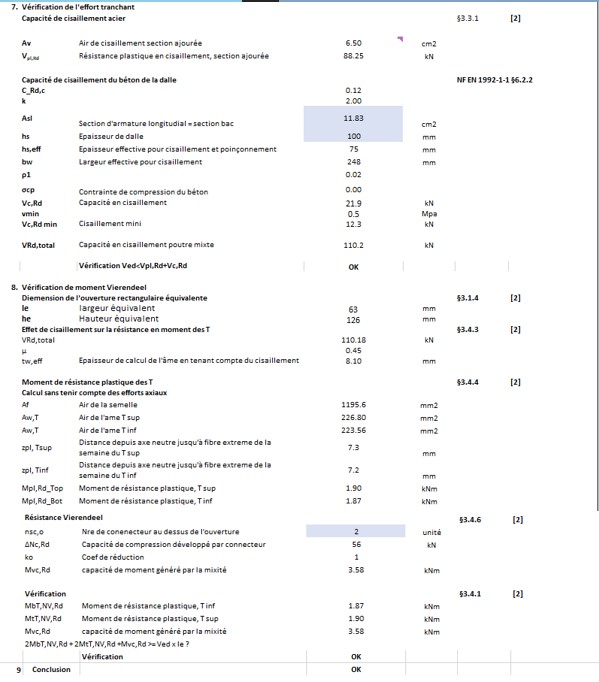 7. Vérification de l'effort tranchant
Capacité de cisaillement acier §3.3.1 [2]
Av Air de cisaillement section ajourée 6.50 cm2
Vpl,Rd Résistance plastique en cisaillement, section ajourée 88.25 kN
Capacité de cisaillement du béton de la dalle NF EN 1992-1-1 §6.2.2
C_Rd,c 0.12
k 2.00
Asl Section d'armature longitudial = section bac 11.83 cm2
hs Epaisseur de dalle 100 mm
hs,eff Epaisseur effective pour cisaillement et poinçonnement 75 mm
bw Largeur effective pour cisaillement 248 mm
ρ1 0.02
σcp Contrainte de compression du béton 0.00
Vc,Rd Capacité en cisaillement 21.9 kN
vmin 0.5 Mpa
Vc,Rd min Cisaillement mini 12.3 kN
VRd,total Capacité en cisaillement poutre mixte 110.2 kN
Vérification Ved<Vpl,Rd+Vc,Rd OK
8. Vérification de moment Vierendeel
Diemension de l'ouverture rectangulaire équivalente §3.1.4 [2]
le largeur équivalent 63 mm
he Hauteur équivalent 126 mm
Effet de cisaillement sur la résistance en moment des T §3.4.3 [2]
VRd,total 110.18 kN
μ 0.45
tw,eff Epaisseur de calcul de l'âme en tenant compte du cisaillement 8.10 mm
Moment de résistance plastique des T §3.4.4 [2]
Calcul sans tenir compte des efforts axiaux
Af Air de la semelle 1195.6 mm2
Aw,T Air de l'ame T sup 226.80 mm2
Aw,T Air de l'ame T inf 223.56 mm2
zpl, Tsup Distance depuis axe neutre jusqu'à fibre extreme de la
semaine du T sup 7.3 mm
zpl, Tinf Distance depuis axe neutre jusqu'à fibre extreme de la
semaine du T inf 7.2 mm
Mpl,Rd_Top Moment de résistance plastique, T sup 1.90 kNm
Mpl,Rd_Bot Moment de résistance plastique, T inf 1.87 kNm
Résistance Vierendeel §3.4.6 [2]
nsc,o Nre de conenecteur au dessus de l'ouverture 2 unité
ΔNc,Rd Capacité de compression développé par connecteur 56 kN
ko Coef de réduction 1
Mvc,Rd capacité de moment généré par la mixité 3.58 kNm
Vérification §3.4.1 [2]
MbT,NV,Rd Moment de résistance plastique, T inf 1.87 kNm
MtT,NV,Rd Moment de résistance plastique, T sup 1.90 kNm
Mvc,Rd capacité de moment généré par la mixité 3.58 kNm
2MbT,NV,Rd + 2MtT,NV,Rd +Mvc,Rd >= Ved x le ?
Vérification OK
9 Conclusion OK